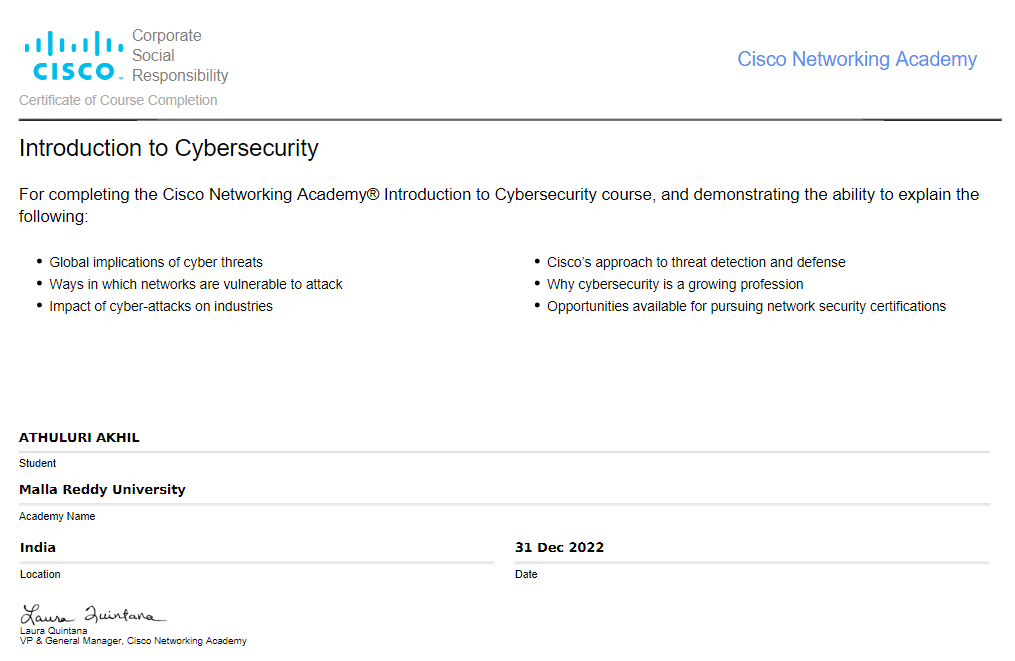 Corporate
Social
Responsibility
CISCO™
Cisco Networking Academy
Certificate of Course Completion
Introduction to Cybersecurity
For completing the Cisco Networking Academy® Introduction to Cybersecurity course, and demonstrating the ability to explain the
following:
• Global implications of cyber threats
• Ways in which networks are vulnerable to attack
• Impact of cyber-attacks on industries
• Cisco's approach to threat detection and defense
• Why cybersecurity is a growing profession
• Opportunities available for pursuing network security certifications
ATHULURI AKHIL
Student
Malla Reddy University
Academy Name
India
Location
31 Dec 2022
Date
Laura Quintana
Laura Quintana
VP & General Manager, Cisco Networking Academy